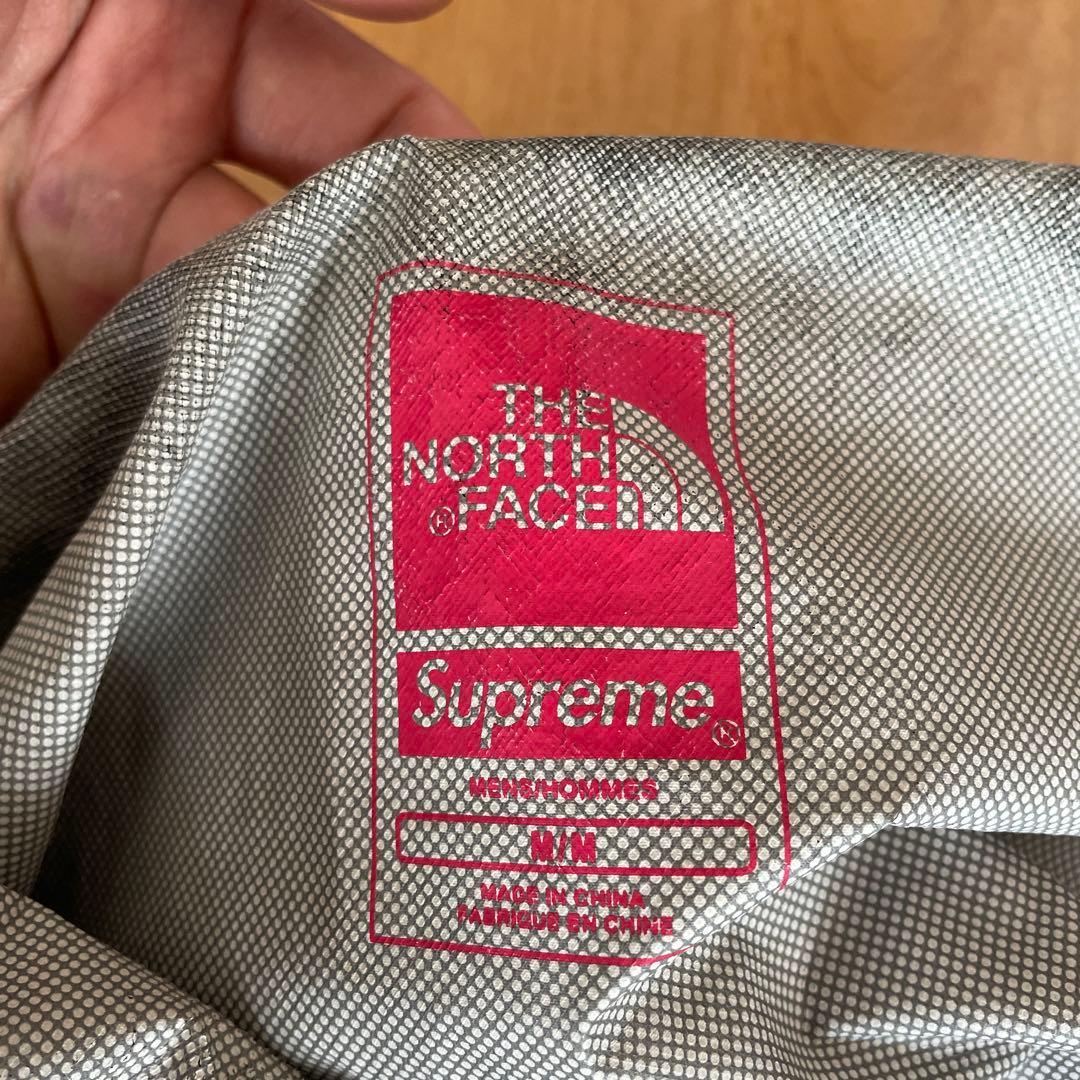 THE
NORTH
FACE®
Supreme®
MENS/HOMMES
M/M
MADE IN CHINA
FABRIQUE EN CHINE